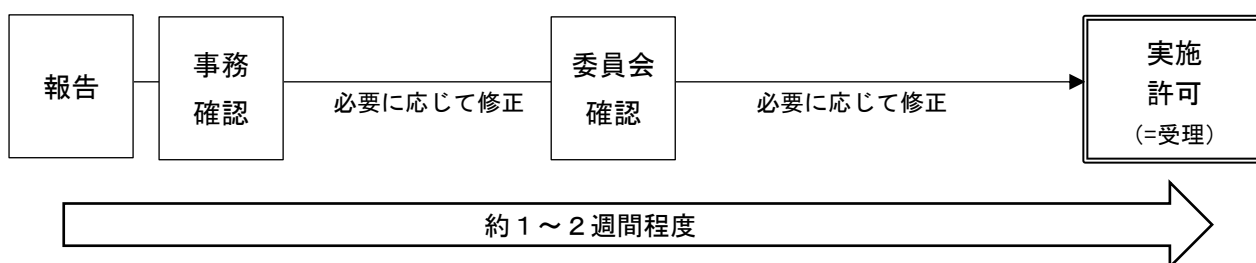 報告
事務
確認
必要に応じて修正
委員会
確認
必要に応じて修正
実施
許可
(=受理)
約１～２週間程度